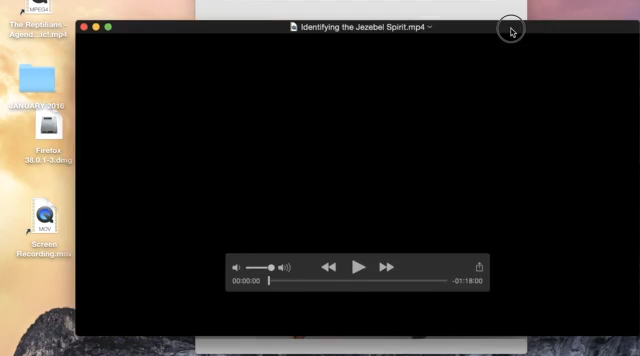 MPEG4
The Reptilians -
Agend...ict.mp4
Identifying the Jezebel Spirit.mp4
JANUARY 2016
Firefox
38.0.1-3.dmg
MOV
Screen
Recording.mov
00:00:00
-01:18:00